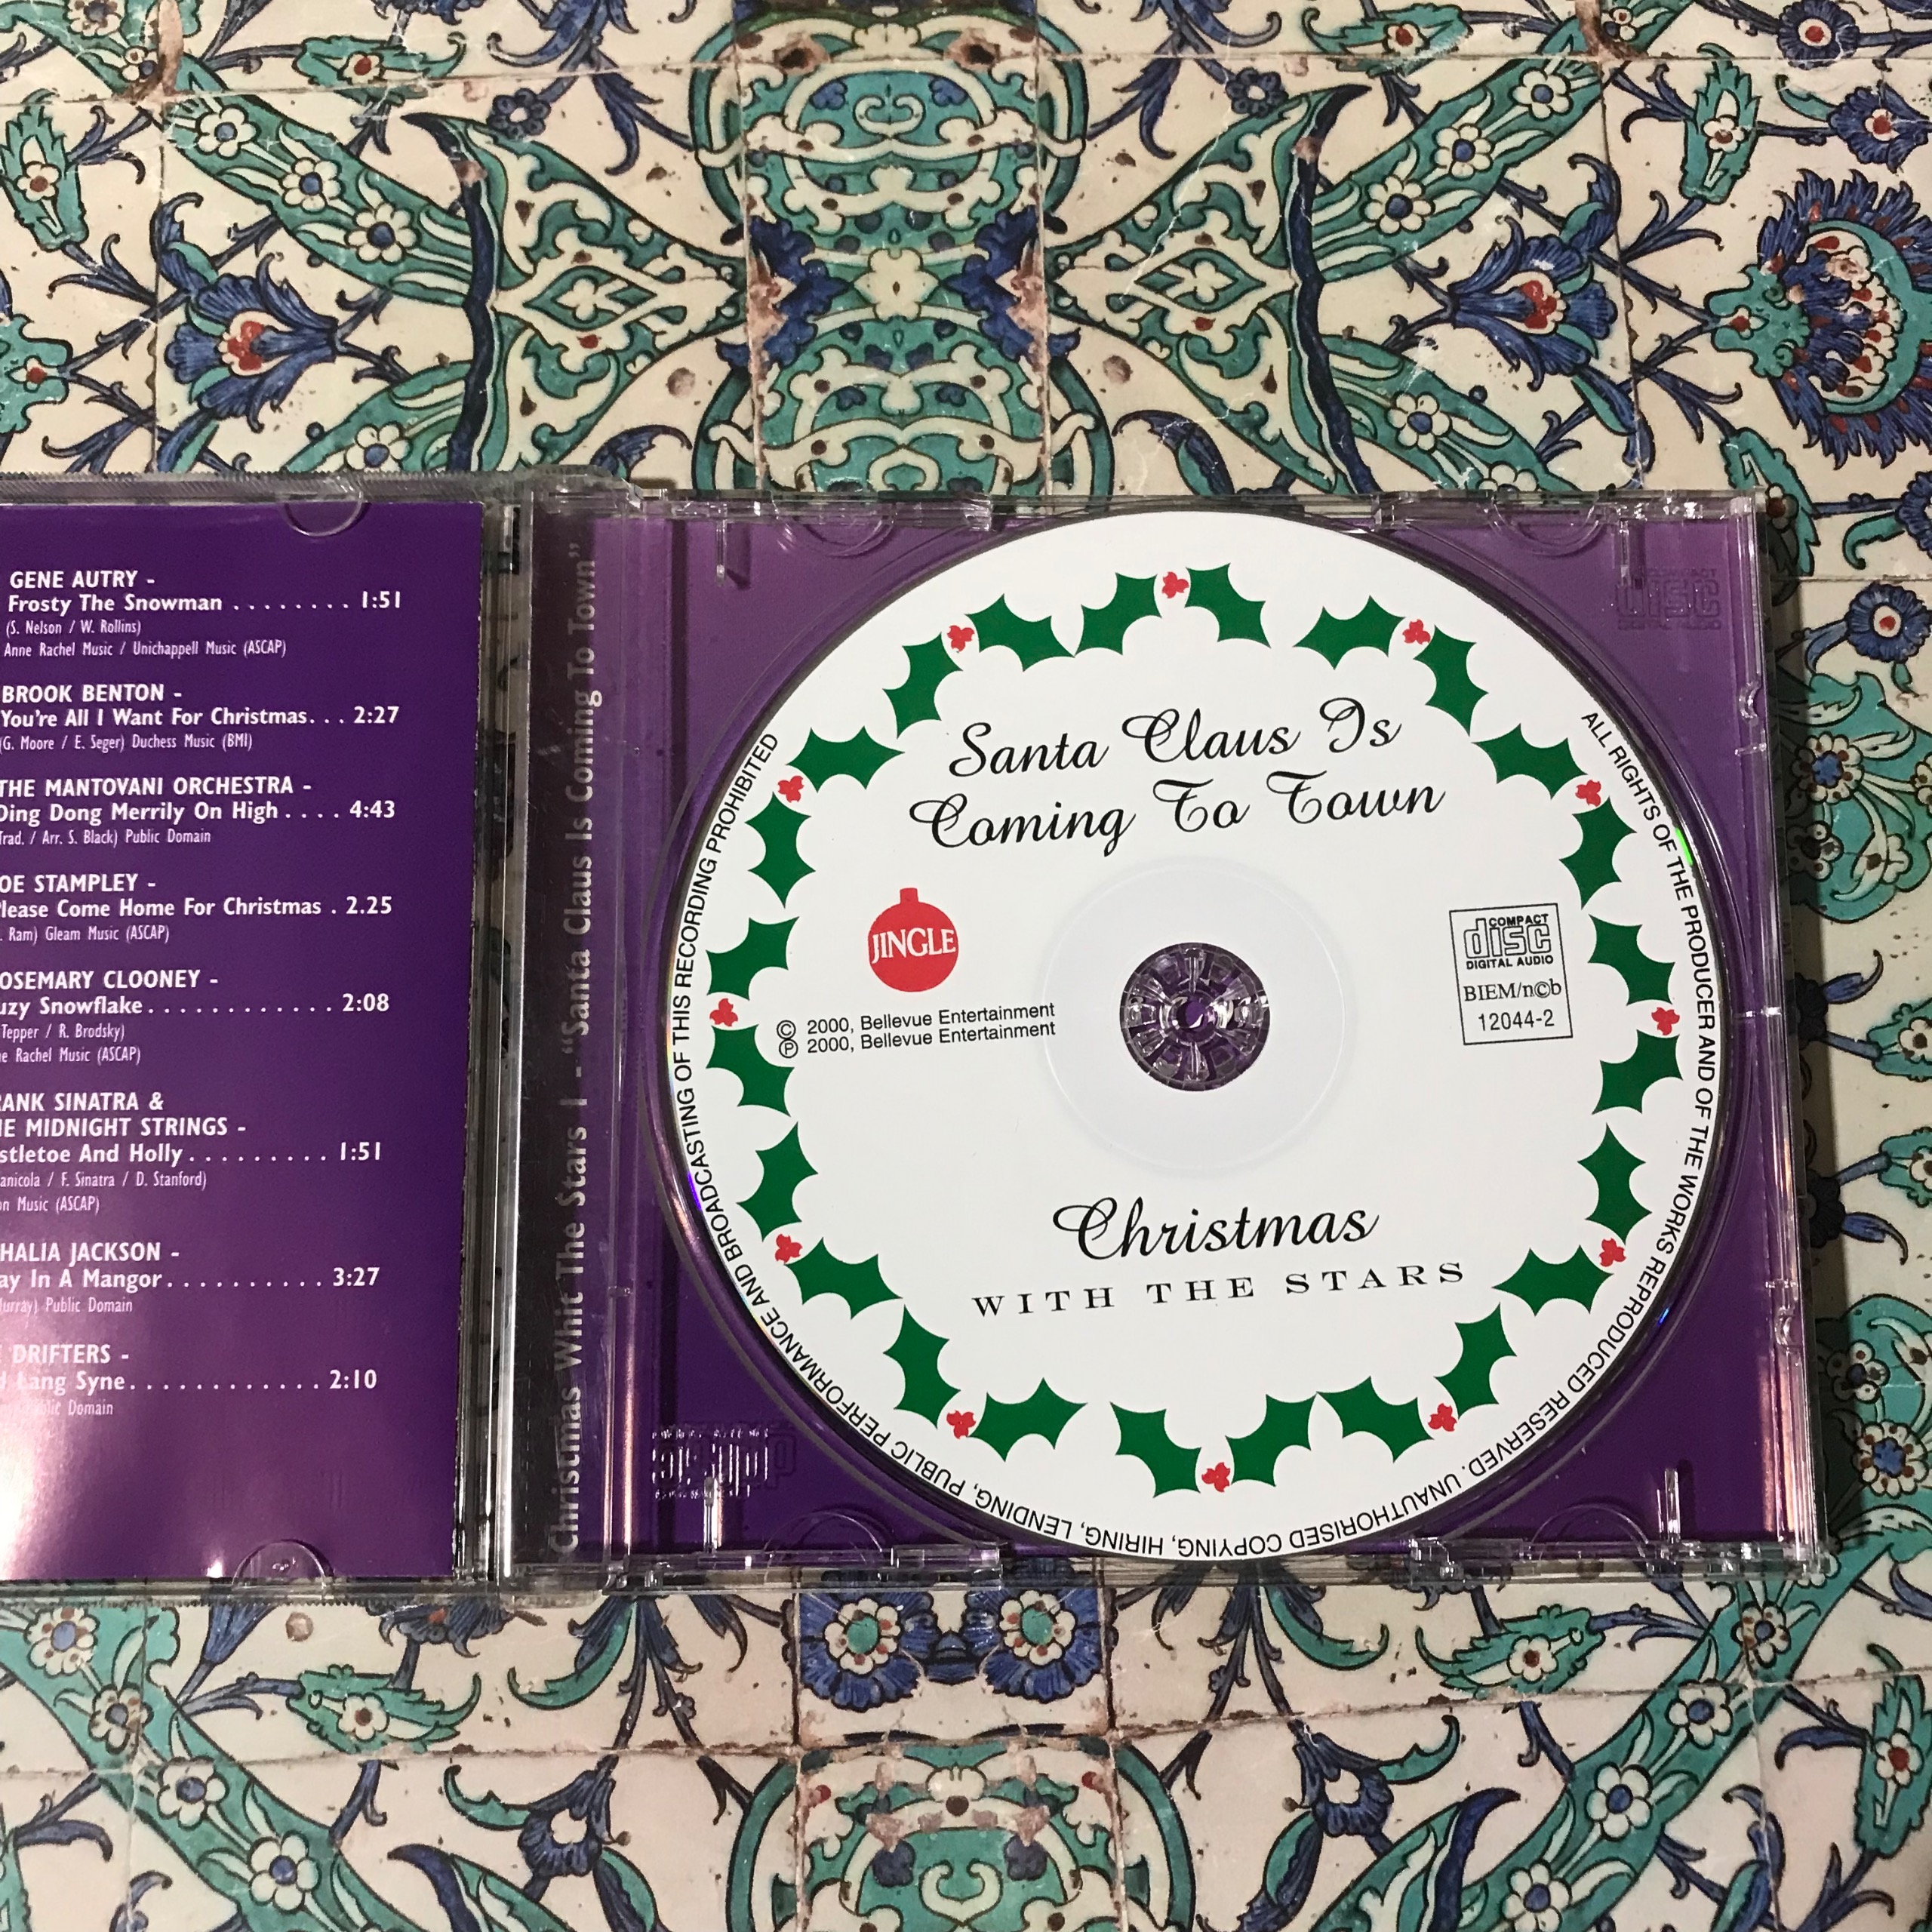 GENE AUTRY -
Frosty The Snowman . . . . . . . . 1:51
(S. Nelson / W. Rollins)
Anne Rachel Music / Unichappell Music (ASCAP)
BROOK BENTON -
You're All I Want For Christmas. . . 2:27
(G. Moore / E. Seger) Duchess Music (BMI)
THE MANTOVANI ORCHESTRA -
Ding Dong Merrily On High . . . . 4:43
Trad. / Arr. S. Black) Public Domain
OE STAMPLEY -
lease Come Home For Christmas . 2.25
. Ram) Gleam Music (ASCAP)
OSEMARY CLOONEY -
uzy Snowflake. . . . . . . . . . . . 2:08
Tepper / R. Brodsky)
e Rachel Music (ASCAP)
ANK SINATRA &
E MIDNIGHT STRINGS -
stletoe And Holly . . . . . . . . . 1:51
anicola / F. Sinatra / D. Stanford)
on Music (ASCAP)
HALIA JACKSON -
ay In A Mangor. . . . . . . . . . 3:27
urray) Public Domain
DRIFTERS -
Lang Syne. . . . . . . . . . . . 2:10
Public Domain
Christmas Whit The Stars 1 - "Santa Claus Is Coming To Town"
Santa Claus Is
Coming To Town
JINGLE
© 2000, Bellevue Entertainment
℗ 2000, Bellevue Entertainment
COMPACT
disc
DIGITAL AUDIO
BIEM/n©b
12044-2
Christmas
WITH THE STARS
ALL RIGHTS OF THE PRODUCER AND OF THE WORKS REPRODUCED RESERVED. UNAUTHORISED COPYING, HIRING, LENDING, PUBLIC PERFORMANCE AND BROADCASTING OF THIS RECORDING PROHIBITED